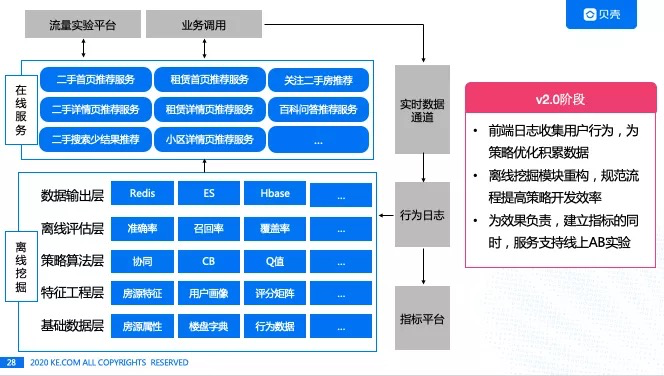 流量实验平台
业务调用
贝壳
在线服务
二手首页推荐服务
租赁首页推荐服务
关注二手房推荐
二手详情页推荐服务
租赁详情页推荐服务
百科问答推荐服务
二手搜索少结果推荐
小区详情页推荐服务
...
实时数据
通道
v2.0阶段
• 前端日志收集用户行为，为
策略优化积累数据
• 离线挖掘模块重构，规范流
程提高策略开发效率
• 为效果负责，建立指标的同
时，服务支持线上AB实验
离线挖掘
数据输出层
Redis
ES
Hbase
...
离线评估层
准确率
召回率
覆盖率
...
策略算法层
协同
CB
Q值
...
特征工程层
房源特征
用户画像
评分矩阵
...
基础数据层
房源属性
楼盘字典
行为数据
...
行为日志
指标平台
28
2020 KE.COM ALL COPYRIGHTS RESERVED